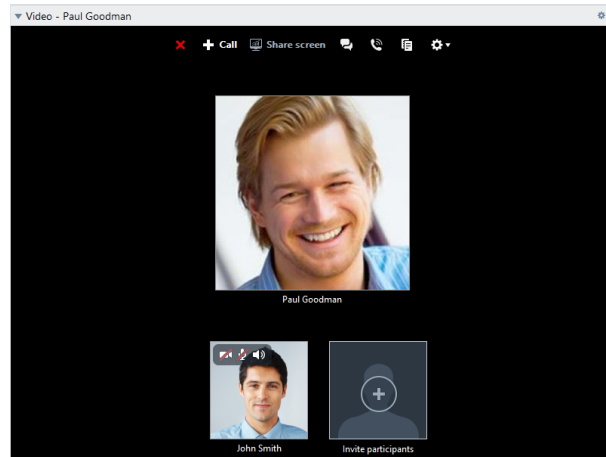 Video - Paul Goodman
Call Share screen
Paul Goodman
John Smith
Invite participants